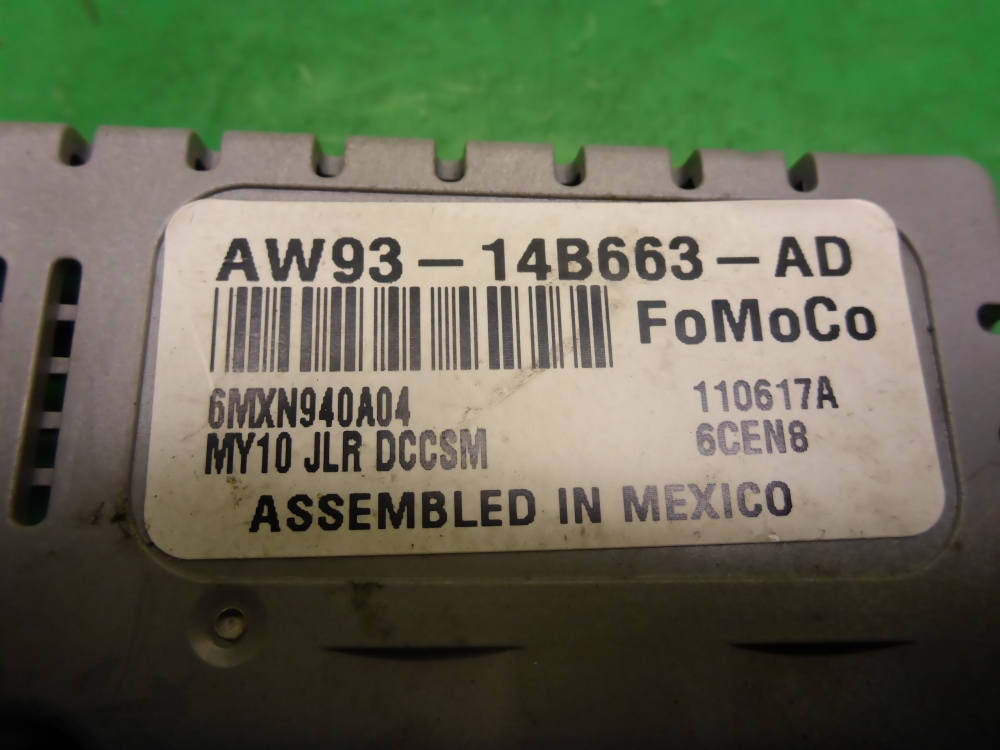 AW93-14B663-AD
FoMoCo
6MXN940A04 110617A
MY10 JLR DCCSM 6CEN8
ASSEMBLED IN MEXICO